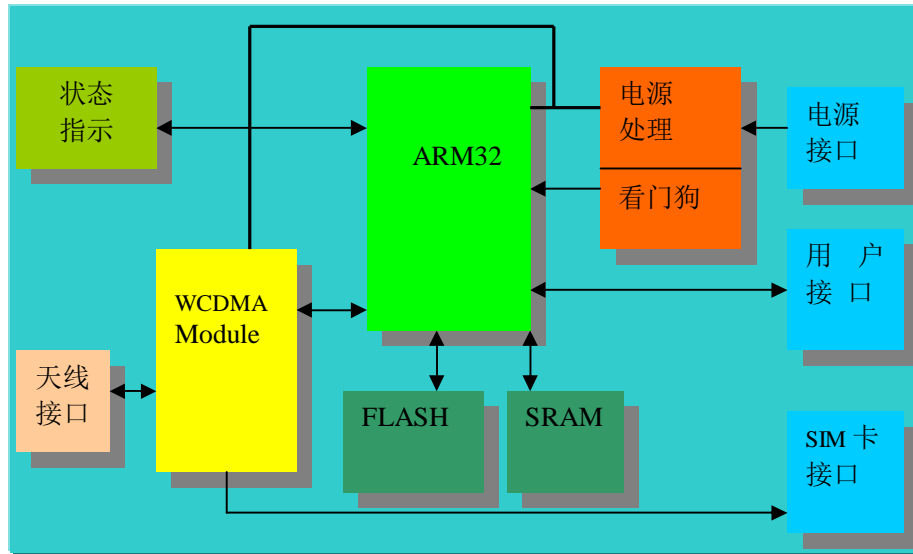 状态
指示
ARM32
电源
处理
看门狗
电源
接口
用 户
接 口
WCDMA
Module
天线
接口
FLASH
SRAM
SIM 卡
接口